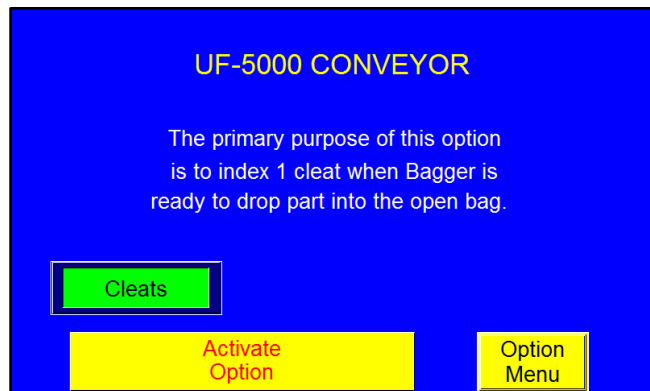 UF-5000 CONVEYOR
The primary purpose of this option
is to index 1 cleat when Bagger is
ready to drop part into the open bag.
Cleats
Activate
Option
Option
Menu